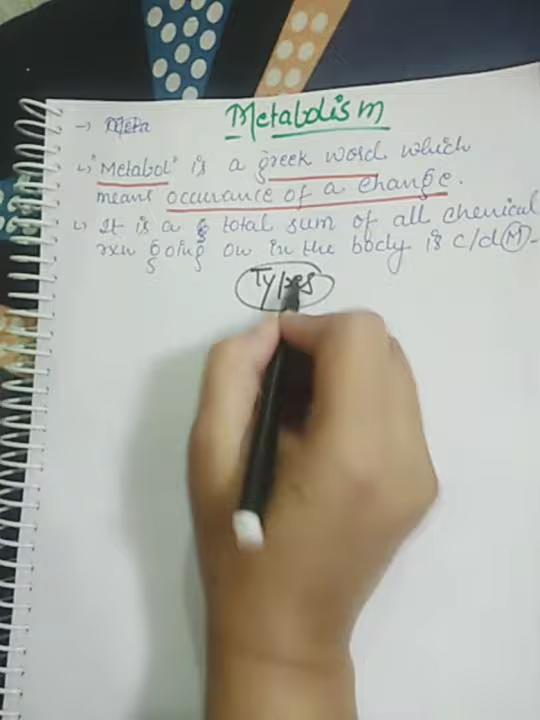 Metabolism
"Metabol" is a greek word which
means occurance of a change.
It is a total sum of all chemical
rxn going on in the body is c/d (M)-
Types